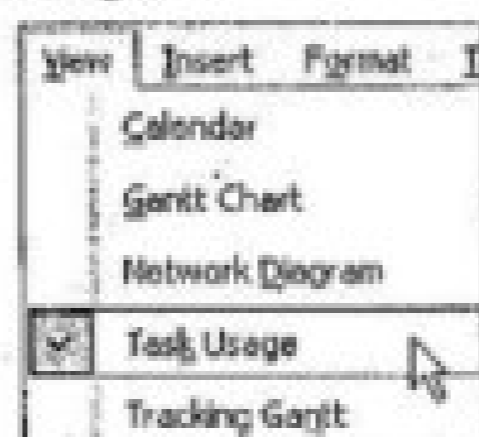 View Insert Format
Calendar
Gantt Chart
Network Diagram
Task Usage
Tracking Gantt